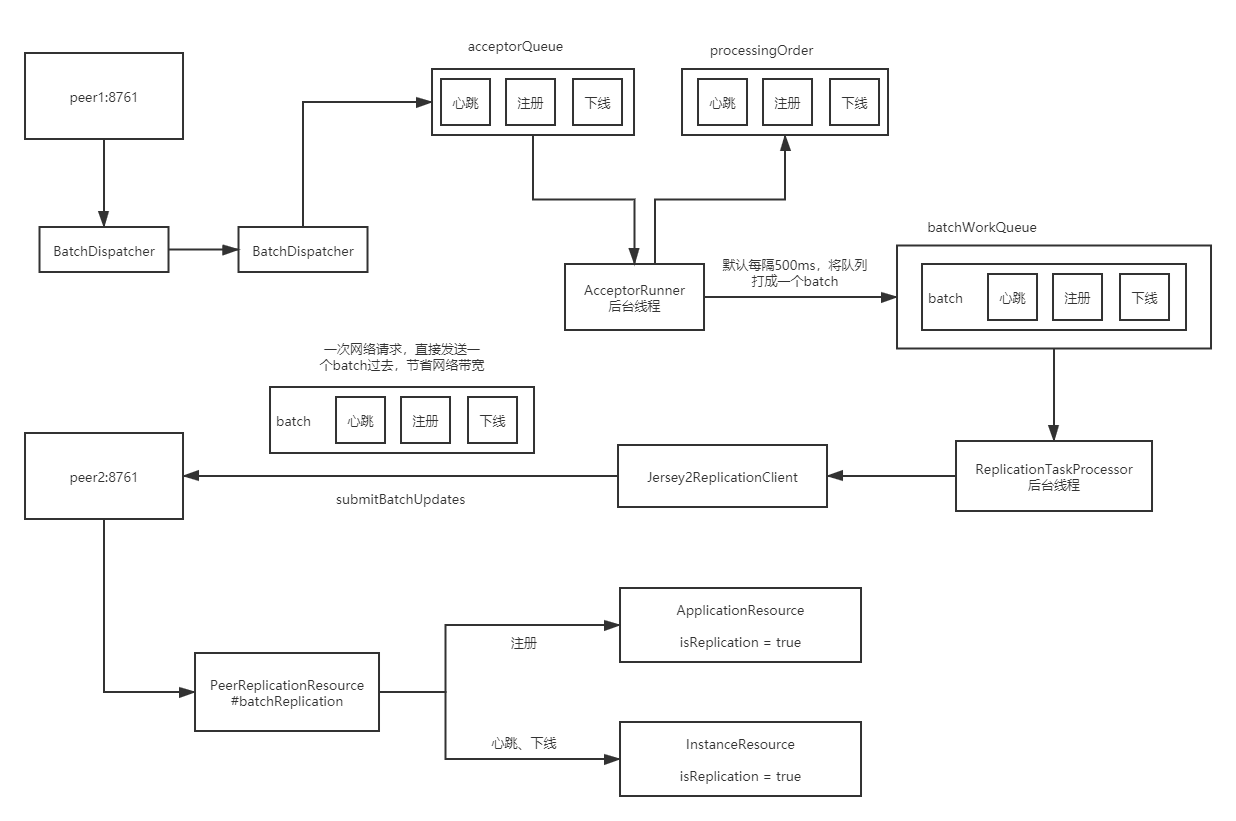 acceptorQueue
processingOrder
peer1:8761
心跳
注册
下线
心跳
注册
下线
BatchDispatcher
BatchDispatcher
batchWorkQueue
AcceptorRunner
后台线程
默认每隔500ms，将队列
打成一个batch
batch
心跳
注册
下线
一次网络请求，直接发送一
个batch过去，节省网络带宽
batch
心跳
注册
下线
peer2:8761
submitBatchUpdates
Jersey2ReplicationClient
ReplicationTaskProcessor
后台线程
PeerReplicationResource
#batchReplication
注册
ApplicationResource
isReplication = true
心跳、下线
InstanceResource
isReplication = true